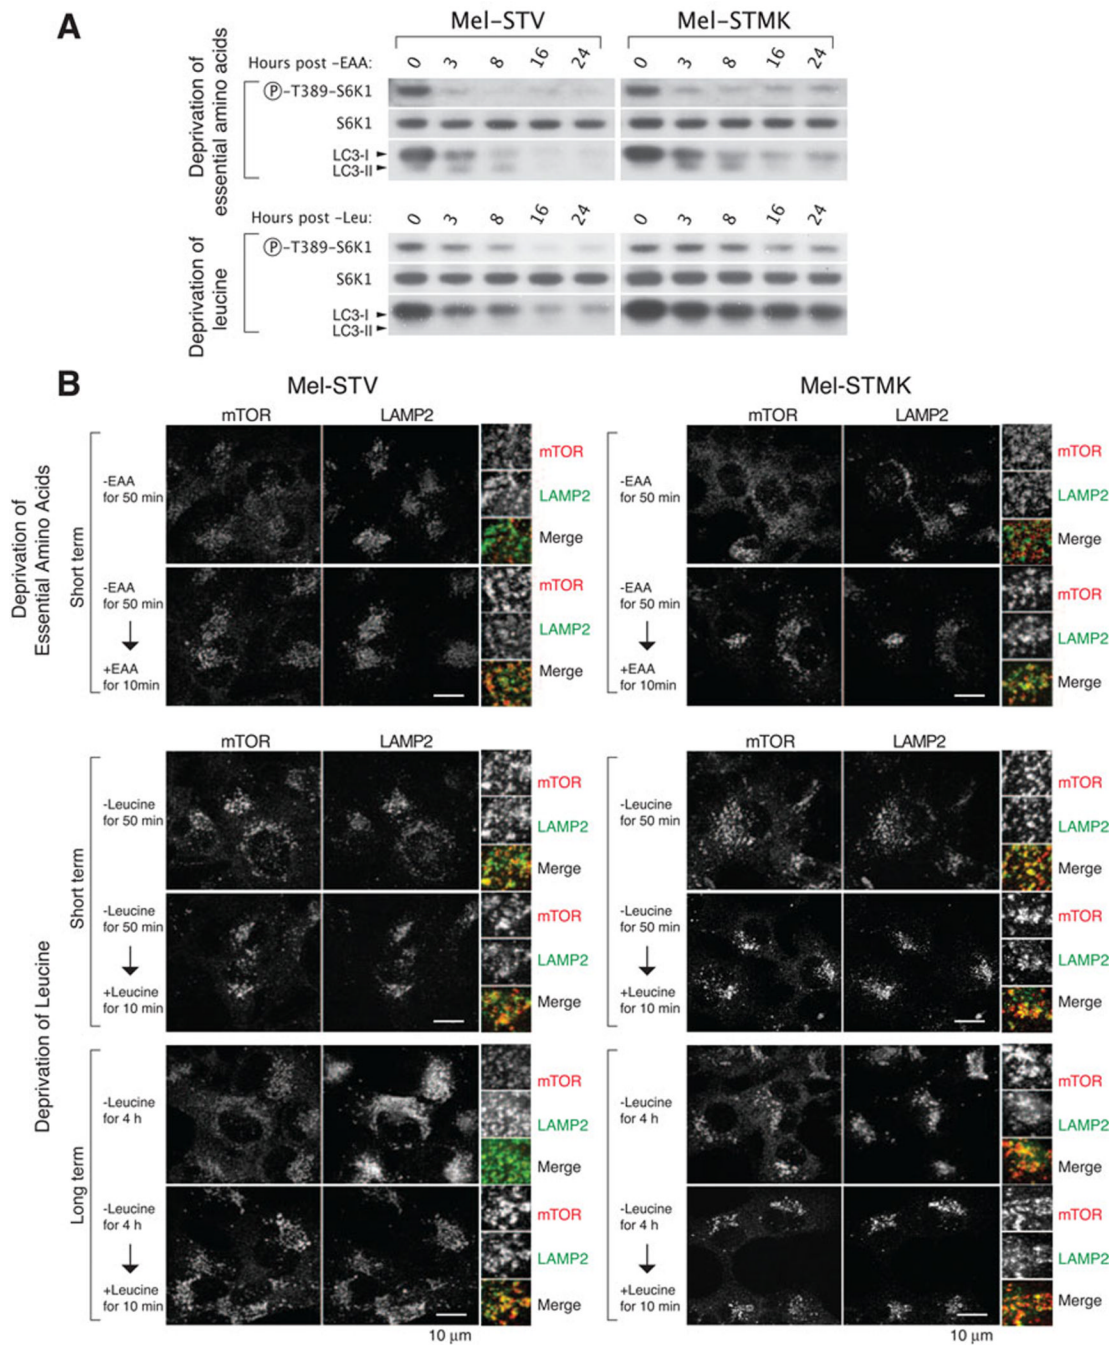 A
Mel-STV Mel-STMK
Deprivation of essential amino acids
Hours post -EAA: 0 3 8 16 24 0 3 8 16 24
Ⓟ-T389-S6K1
S6K1
LC3-I
LC3-II
Deprivation of leucine
Hours post -Leu: 0 3 8 16 24 0 3 8 16 24
Ⓟ-T389-S6K1
S6K1
LC3-I
LC3-II
B
Mel-STV Mel-STMK
mTOR LAMP2 mTOR LAMP2
Deprivation of Essential Amino Acids
Short term
-EAA
for 50 min
mTOR
LAMP2
Merge
-EAA
for 50 min
mTOR
LAMP2
Merge
-EAA
for 50 min
+EAA
for 10min
mTOR
LAMP2
Merge
-EAA
for 50 min
+EAA
for 10min
mTOR
LAMP2
Merge
mTOR LAMP2 mTOR LAMP2
Deprivation of Leucine
Short term
-Leucine
for 50 min
mTOR
LAMP2
Merge
-Leucine
for 50 min
mTOR
LAMP2
Merge
-Leucine
for 50 min
+Leucine
for 10 min
mTOR
LAMP2
Merge
-Leucine
for 50 min
+Leucine
for 10 min
mTOR
LAMP2
Merge
Long term
-Leucine
for 4 h
mTOR
LAMP2
Merge
-Leucine
for 4 h
mTOR
LAMP2
Merge
-Leucine
for 4 h
+Leucine
for 10 min
mTOR
LAMP2
Merge
-Leucine
for 4 h
+Leucine
for 10 min
mTOR
LAMP2
Merge
10 μm 10 μm